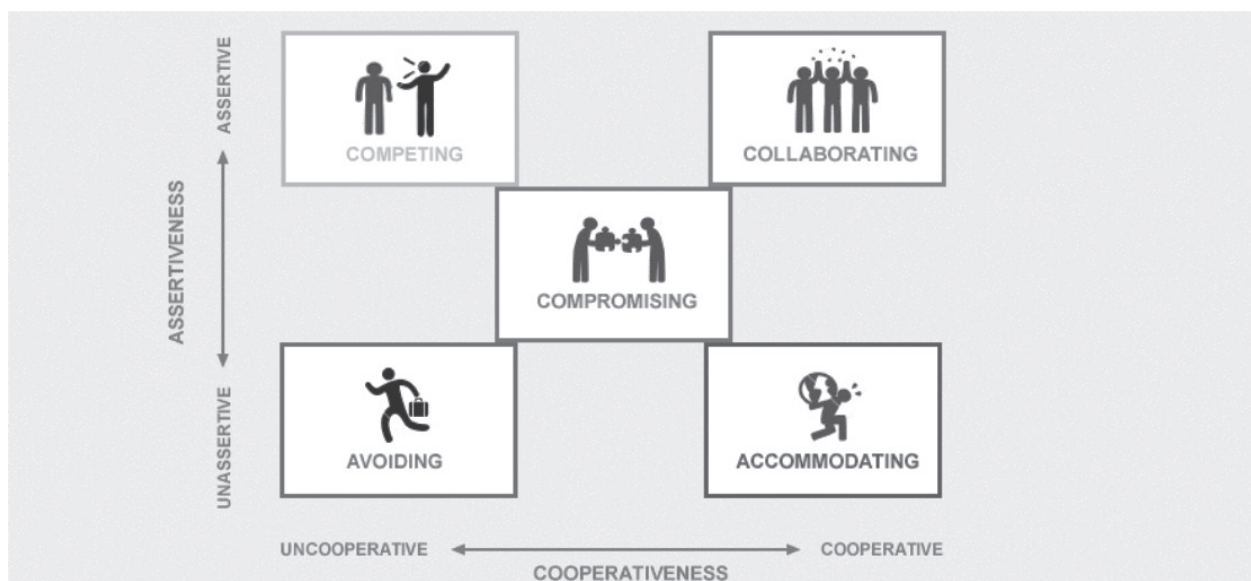 ASSERTIVE
COMPETING
COLLABORATING
ASSERTIVENESS
COMPROMISING
UNASSERTIVE
AVOIDING
ACCOMMODATING
UNCOOPERATIVE
COOPERATIVE
COOPERATIVENESS